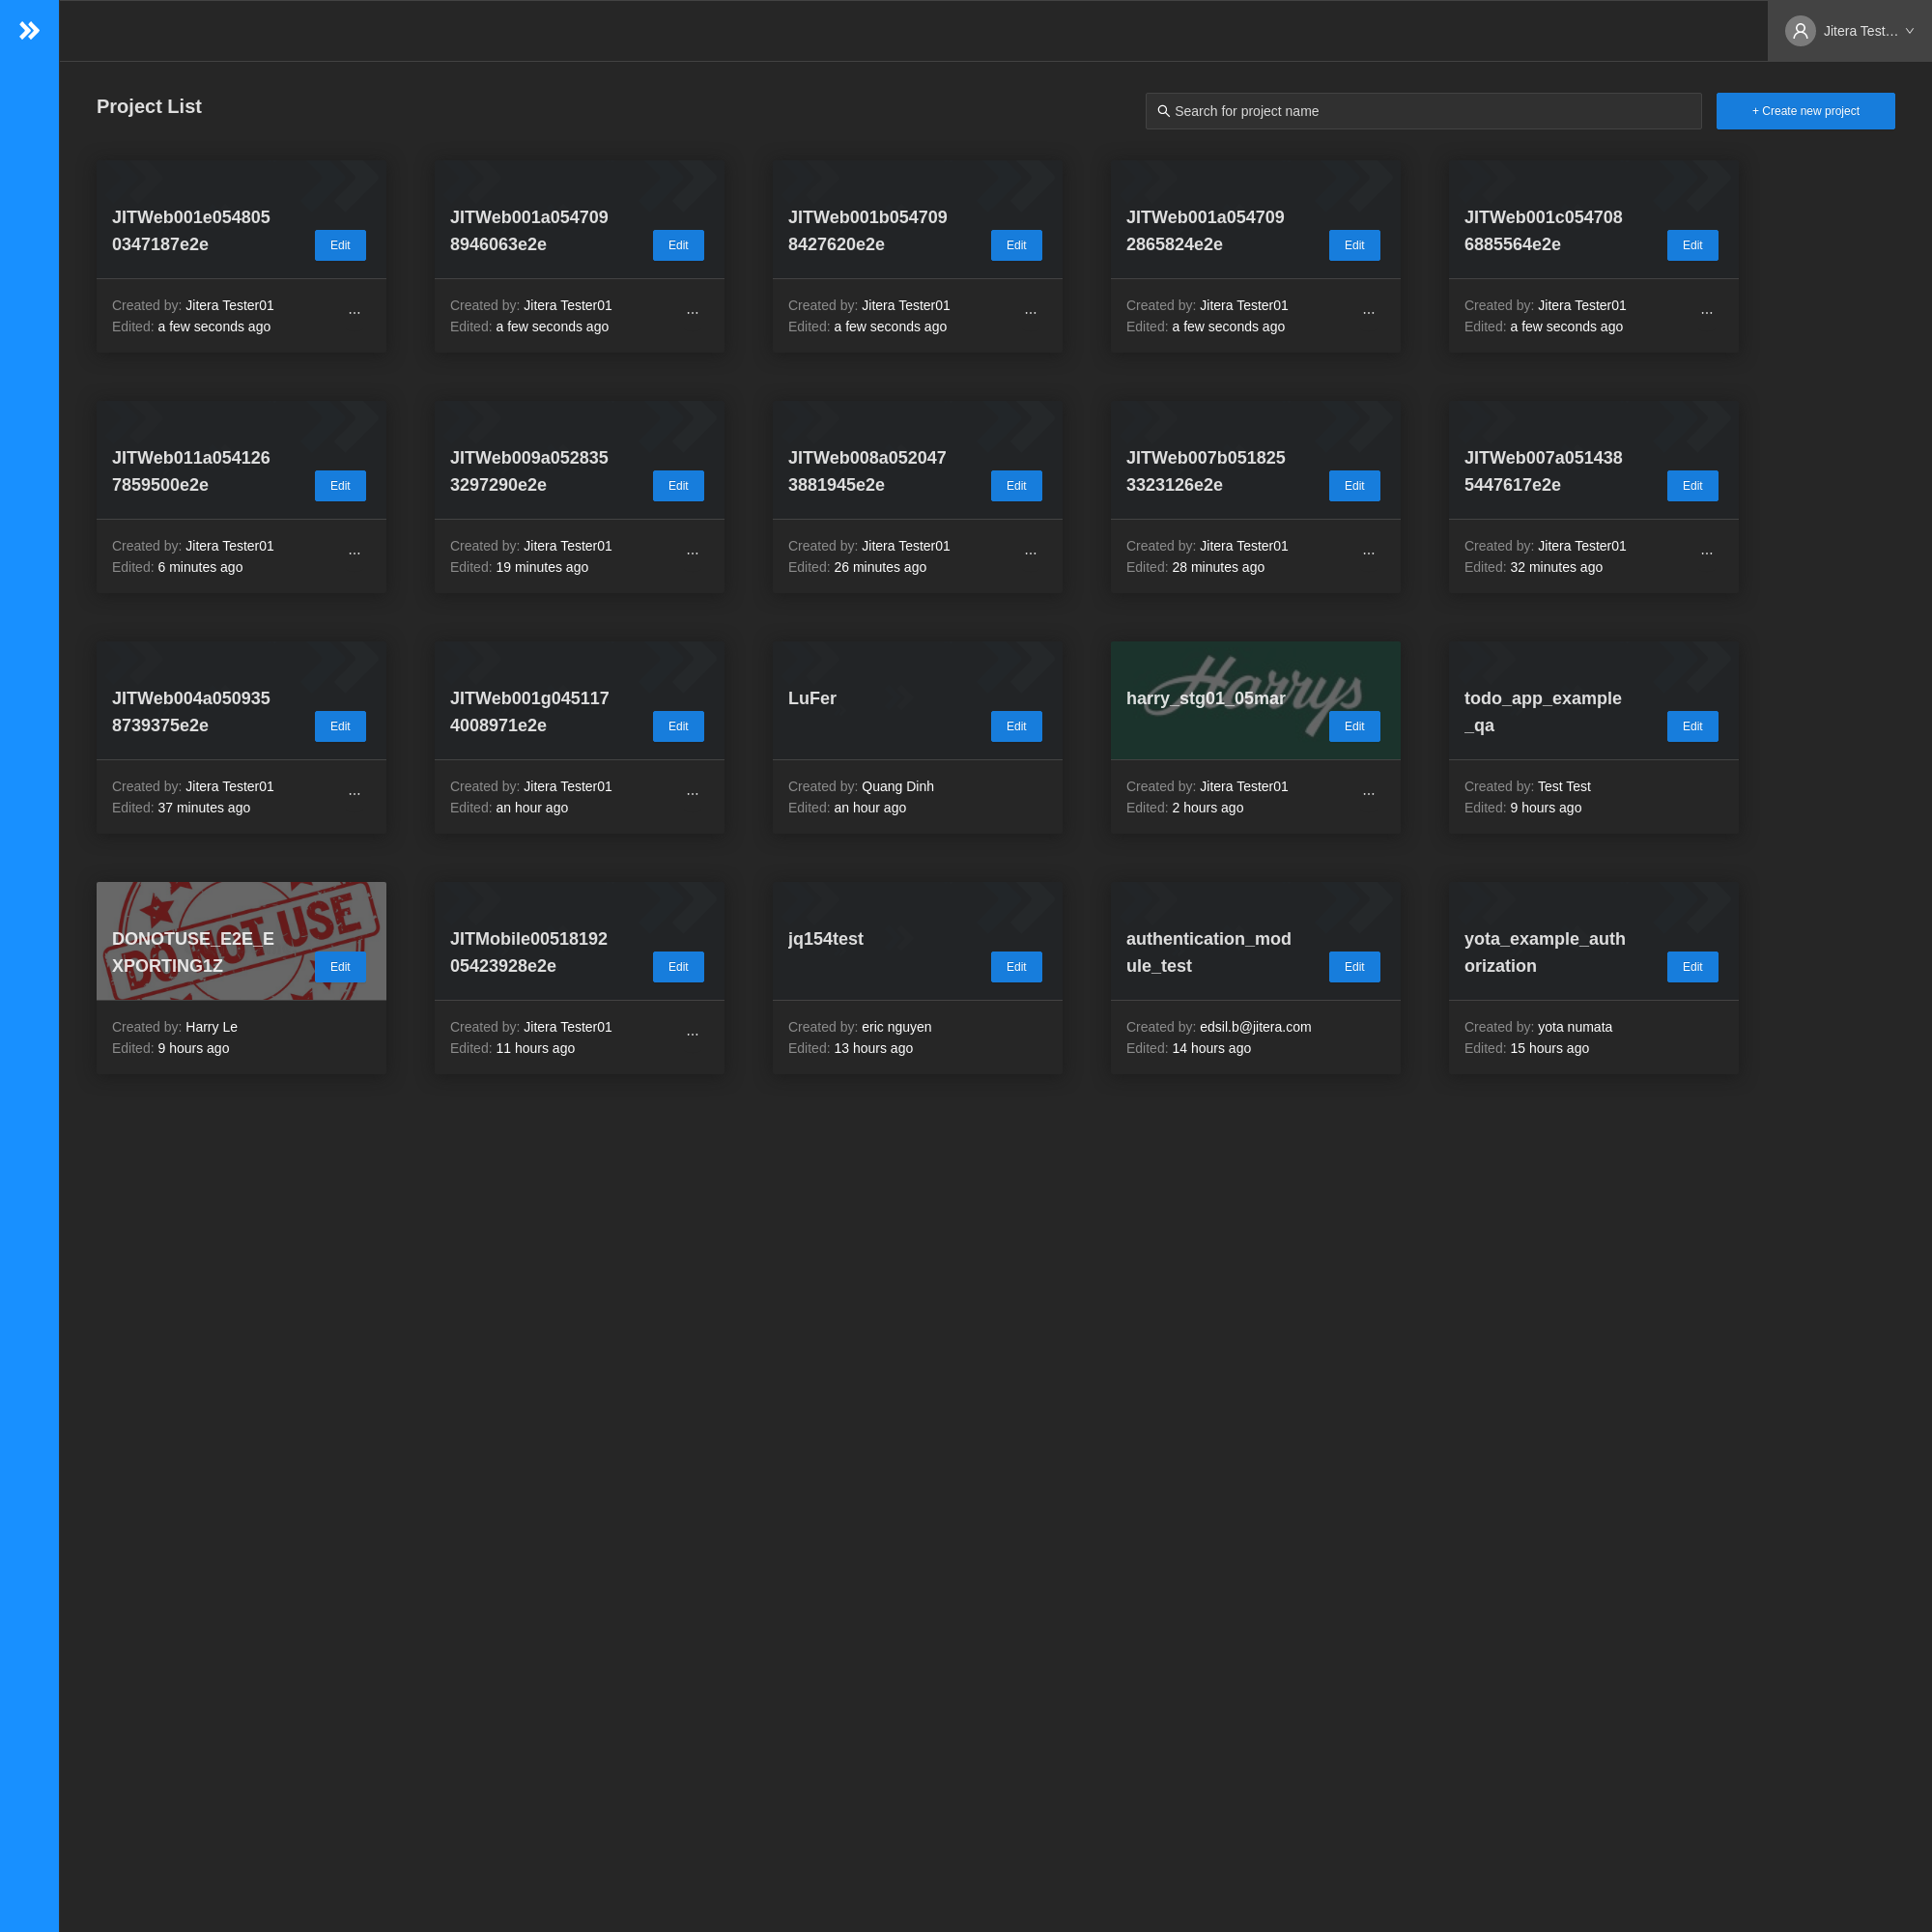 Jitera Test…
Project List
Search for project name
+ Create new project
JITWeb001e054805
0347187e2e
Edit
Created by: Jitera Tester01
...
Edited: a few seconds ago
JITWeb001a054709
8946063e2e
Edit
Created by: Jitera Tester01
...
Edited: a few seconds ago
JITWeb001b054709
8427620e2e
Edit
Created by: Jitera Tester01
...
Edited: a few seconds ago
JITWeb001a054709
2865824e2e
Edit
Created by: Jitera Tester01
...
Edited: a few seconds ago
JITWeb001c054708
6885564e2e
Edit
Created by: Jitera Tester01
...
Edited: a few seconds ago
JITWeb011a054126
7859500e2e
Edit
Created by: Jitera Tester01
...
Edited: 6 minutes ago
JITWeb009a052835
3297290e2e
Edit
Created by: Jitera Tester01
...
Edited: 19 minutes ago
JITWeb008a052047
3881945e2e
Edit
Created by: Jitera Tester01
...
Edited: 26 minutes ago
JITWeb007b051825
3323126e2e
Edit
Created by: Jitera Tester01
...
Edited: 28 minutes ago
JITWeb007a051438
5447617e2e
Edit
Created by: Jitera Tester01
...
Edited: 32 minutes ago
JITWeb004a050935
8739375e2e
Edit
Created by: Jitera Tester01
...
Edited: 37 minutes ago
JITWeb001g045117
4008971e2e
Edit
Created by: Jitera Tester01
...
Edited: an hour ago
LuFer
Edit
Created by: Quang Dinh
Edited: an hour ago
Harrys
harry_stg01_05mar
Edit
Created by: Jitera Tester01
...
Edited: 2 hours ago
todo_app_example
_qa
Edit
Created by: Test Test
Edited: 9 hours ago
DO NOT USE
DONOTUSE_E2E_E
XPORTING1Z
Edit
Created by: Harry Le
Edited: 9 hours ago
JITMobile00518192
05423928e2e
Edit
Created by: Jitera Tester01
...
Edited: 11 hours ago
jq154test
Edit
Created by: eric nguyen
Edited: 13 hours ago
authentication_mod
ule_test
Edit
Created by: edsil.b@jitera.com
Edited: 14 hours ago
yota_example_auth
orization
Edit
Created by: yota numata
Edited: 15 hours ago